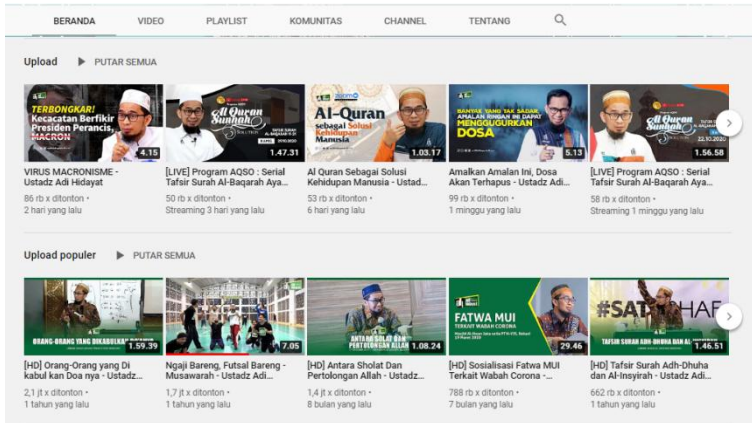 BERANDA VIDEO PLAYLIST KOMUNITAS CHANNEL TENTANG
Upload PUTAR SEMUA
TERBONGKAR!
Kecacatan Berfikir
Presiden Perancis,
MACRON
4.15
Al Quran
Sunnah
1.47.31
Al-Quran
sebagai Solusi
Kehidupan
Manusia
1.03.17
BANYAK YANG TAK SADAR,
AMALAN RINGAN INI DAPAT
MENGGUGURKAN
DOSA
5.13
Al Quran
Sunnah
22.10.2020
1.56.58
VIRUS MACRONISME -
Ustadz Adi Hidayat
86 rb x ditonton •
2 hari yang lalu
[LIVE] Program AQSO : Serial
Tafsir Surah Al-Baqarah Aya...
50 rb x ditonton •
Streaming 3 hari yang lalu
Al Quran Sebagai Solusi
Kehidupan Manusia - Ustad...
53 rb x ditonton •
6 hari yang lalu
Amalkan Amalan Ini, Dosa
Akan Terhapus - Ustadz Adi...
99 rb x ditonton •
1 minggu yang lalu
[LIVE] Program AQSO : Serial
Tafsir Surah Al-Baqarah Aya...
58 rb x ditonton •
Streaming 1 minggu yang lalu
Upload populer PUTAR SEMUA
ORANG-ORANG YANG DIKABULKAN
1.59.39
7.05
ANTARA SOLAT DAN
PERTOLONGAN ALLAH
1.08.24
FATWA MUI
TERKAIT WABAH CORONA
29.46
#SAT HAF
TAFSIR SURAH ADH-DHUHA DAN AL-
1.46.51
[HD] Orang-Orang yang Di
kabul kan Doa nya - Ustadz...
2,1 jt x ditonton •
1 tahun yang lalu
Ngaji Bareng, Futsal Bareng -
Musawarah - Ustadz Adi...
1,7 jt x ditonton •
1 tahun yang lalu
[HD] Antara Sholat Dan
Pertolongan Allah - Ustadz...
1,4 jt x ditonton •
8 bulan yang lalu
[HD] Sosialisasi Fatwa MUI
Terkait Wabah Corona -...
788 rb x ditonton •
7 bulan yang lalu
[HD] Tafsir Surah Adh-Dhuha
dan Al-Insyirah - Ustadz Adi...
662 rb x ditonton •
1 tahun yang lalu